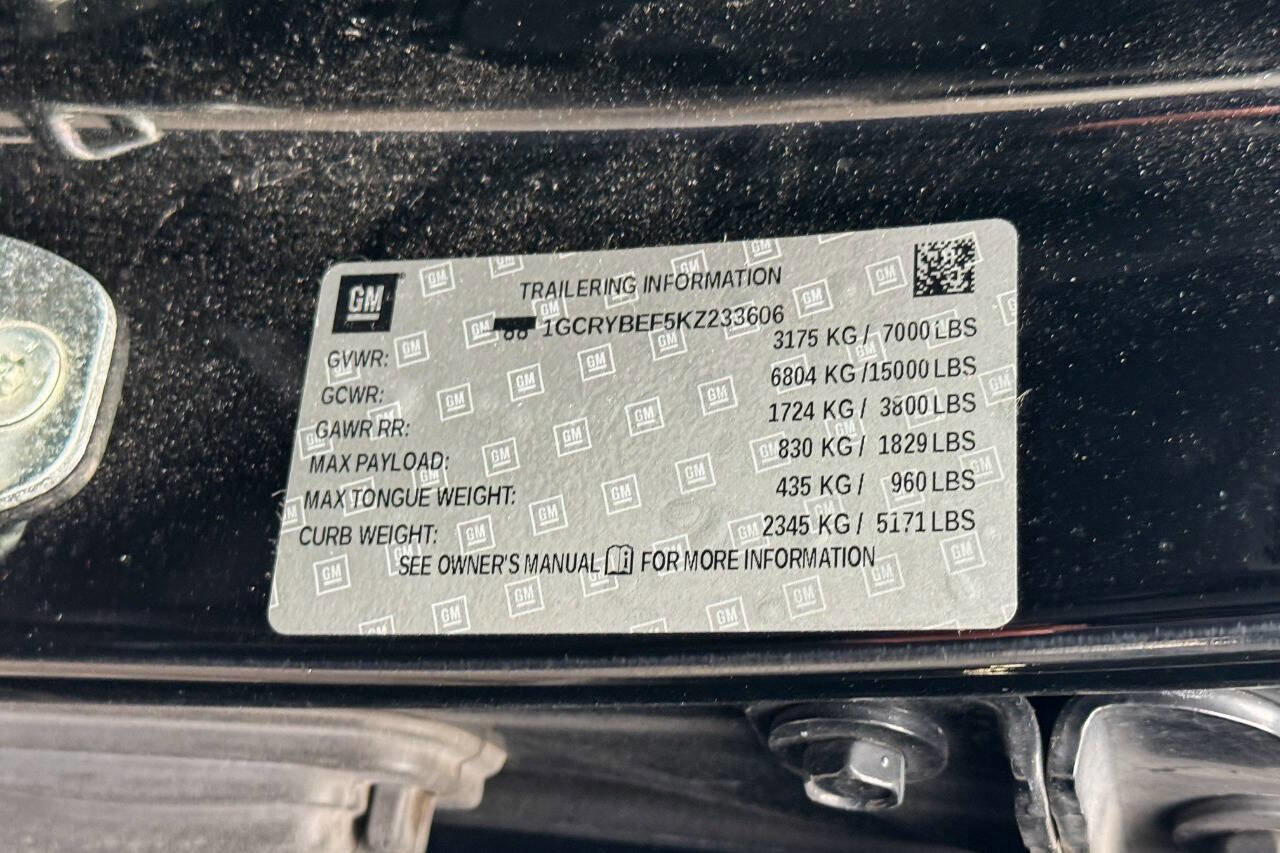 GM
TRAILERING INFORMATION
1GCRYBEF5KZ233606
GVWR: 3175 KG / 7000 LBS
GCWR: 6804 KG /15000 LBS
GAWR RR: 1724 KG / 3800 LBS
MAX PAYLOAD: 830 KG / 1829 LBS
MAX TONGUE WEIGHT: 435 KG / 960 LBS
CURB WEIGHT: 2345 KG / 5171 LBS
SEE OWNER'S MANUAL FOR MORE INFORMATION